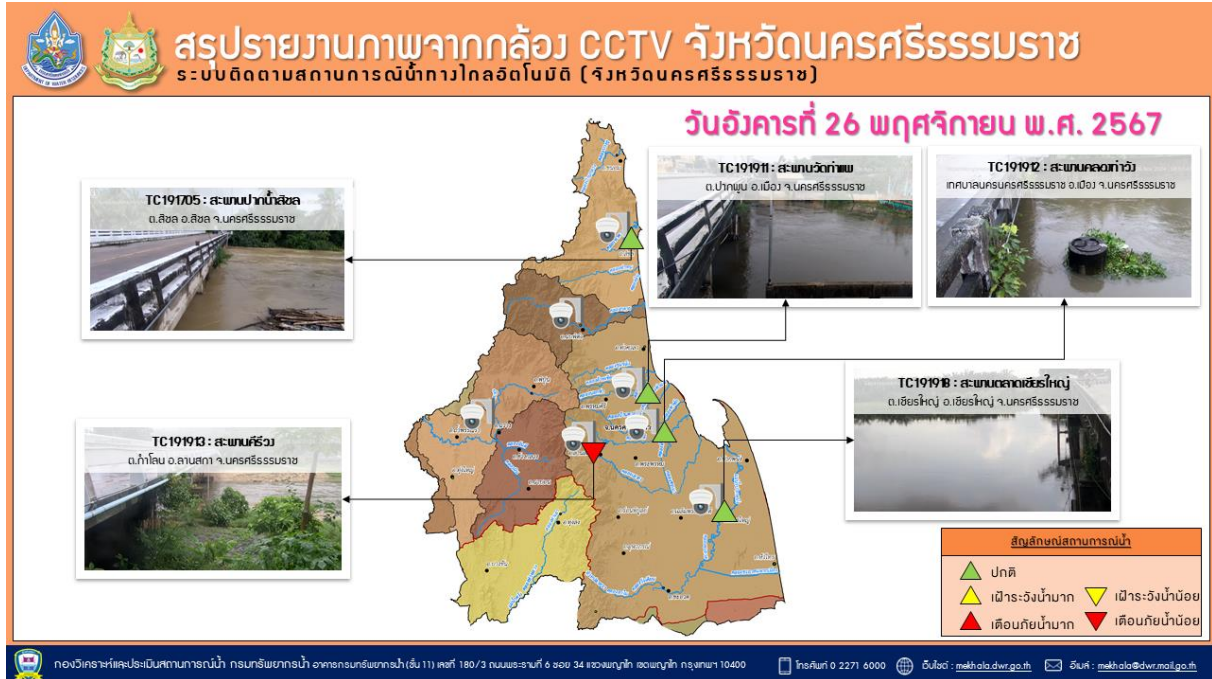 สรุปรายงานภาพจากกล้อง CCTV จังหวัดนครศรีธรรมราช
ระบบติดตามสถานการณ์น้ำทางไกลอัตโนมัติ (จังหวัดนครศรีธรรมราช)
วันอังคารที่ 26 พฤศจิกายน พ.ศ. 2567
TC191705 : สะพานปากน้ำสิชล
ต.สิชล อ.สิชล จ.นครศรีธรรมราช
TC191911 : สะพานวัดท่าแพ
ต.ปากพูน อ.เมือง จ.นครศรีธรรมราช
TC191912 : สะพานคลองท่าวัง
เทศบาลนครนครศรีธรรมราช อ.เมือง จ.นครศรีธรรมราช
TC191913 : สะพานคีรีวง
ต.กำโลน อ.ลานสกา จ.นครศรีธรรมราช
TC191918 : สะพานตลาดเชียรใหญ่
ต.เชียรใหญ่ อ.เชียรใหญ่ จ.นครศรีธรรมราช
สัญลักษณ์สถานการณ์น้ำ
ปกติ
เฝ้าระวังน้ำมาก เฝ้าระวังน้ำน้อย
เตือนภัยน้ำมาก เตือนภัยน้ำน้อย
กองวิเคราะห์และประเมินสถานการณ์น้ำ กรมทรัพยากรน้ำ อาคารกรมทรัพยากรน้ำ (ชั้น 11) เลขที่ 180/3 ถนนพระรามที่ 6 ซอย 34 แขวงพญาไท เขตพญาไท กรุงเทพฯ 10400 โทรศัพท์ 0 2271 6000 เว็บไซต์ : mekhala.dwr.go.th อีเมล์ : mekhala@dwr.mail.go.th